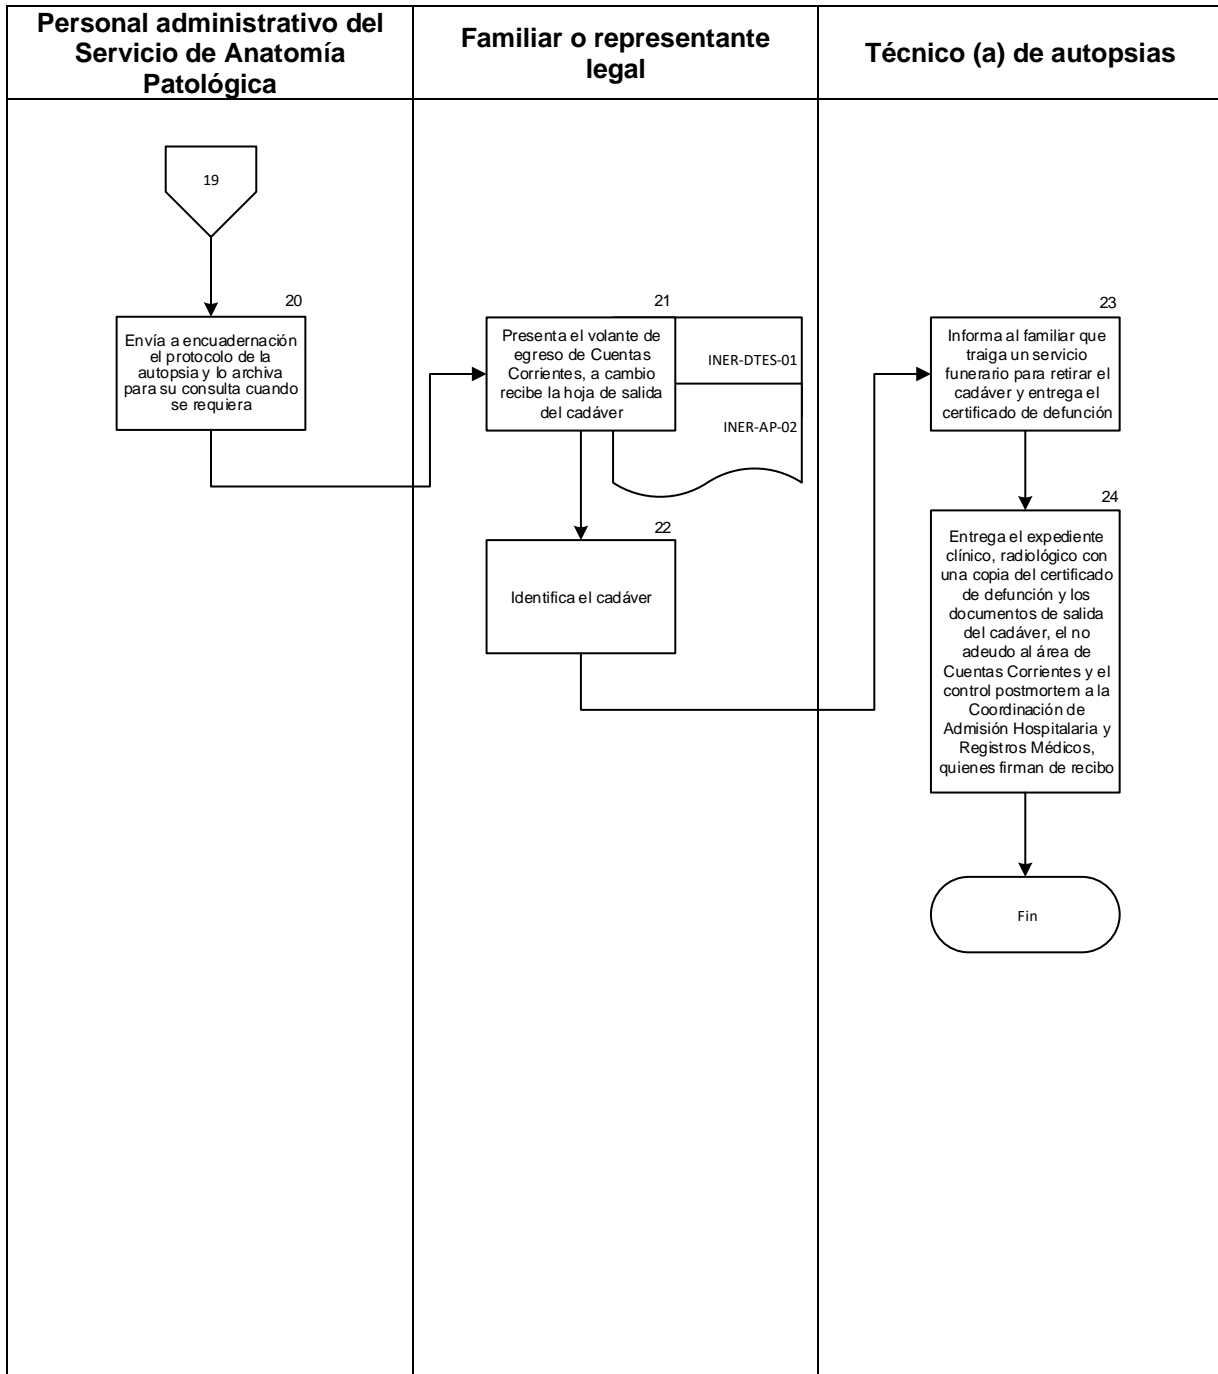 Personal administrativo del
Servicio de Anatomía
Patológica
Familiar o representante
legal
Técnico (a) de autopsias
19
20
Envía a encuadernación
el protocolo de la
autopsia y lo archiva
para su consulta cuando
se requiera
21
Presenta el volante de
egreso de Cuentas
Corrientes, a cambio
recibe la hoja de salida
del cadáver
INER-DTES-01
INER-AP-02
22
Identifica el cadáver
23
Informa al familiar que
traiga un servicio
funerario para retirar el
cadáver y entrega el
certificado de defunción
24
Entrega el expediente
clínico, radiológico con
una copia del certificado
de defunción y los
documentos de salida
del cadáver, el no
adeudo al área de
Cuentas Corrientes y el
control postmortem a la
Coordinación de
Admisión Hospitalaria y
Registros Médicos,
quienes firman de recibo
Fin